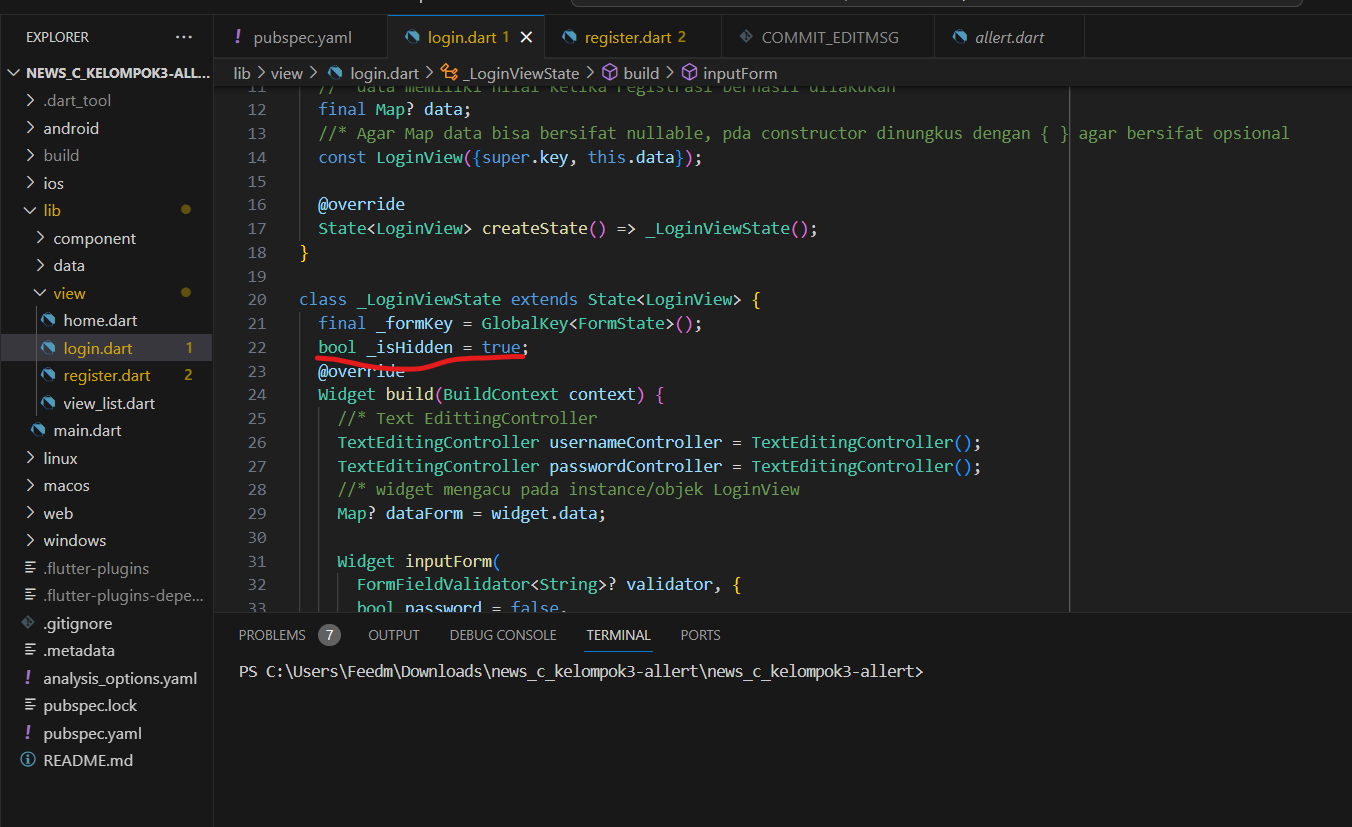 EXPLORER
···
NEWS_C_KELOMPOK3-ALL...
.dart_tool
android
build
ios
lib
component
data
view
home.dart
login.dart 1
register.dart 2
view_list.dart
main.dart
linux
macos
web
windows
.flutter-plugins
.flutter-plugins-depe...
.gitignore
.metadata
analysis_options.yaml
pubspec.lock
pubspec.yaml
README.md
! pubspec.yaml
login.dart 1
register.dart 2
COMMIT_EDITMSG
allert.dart
lib > view > login.dart > _LoginViewState > build > inputForm
11 //* data memiliki nilai ketika registrasi berhasil dilakukan
12 final Map? data;
13 //* Agar Map data bisa bersifat nullable, pda constructor dinungkus dengan { } agar bersifat opsional
14 const LoginView({super.key, this.data});
15
16 @override
17 State<LoginView> createState() => _LoginViewState();
18 }
19
20 class _LoginViewState extends State<LoginView> {
21 final _formKey = GlobalKey<FormState>();
22 bool _isHidden = true;
23 @override
24 Widget build(BuildContext context) {
25 //* Text EdittingController
26 TextEditingController usernameController = TextEditingController();
27 TextEditingController passwordController = TextEditingController();
28 //* widget mengacu pada instance/objek LoginView
29 Map? dataForm = widget.data;
30
31 Widget inputForm(
32 FormFieldValidator<String>? validator, {
33 bool password = false,
PROBLEMS 7 OUTPUT DEBUG CONSOLE TERMINAL PORTS
PS C:\Users\Feedm\Downloads\news_c_kelompok3-allert\news_c_kelompok3-allert>